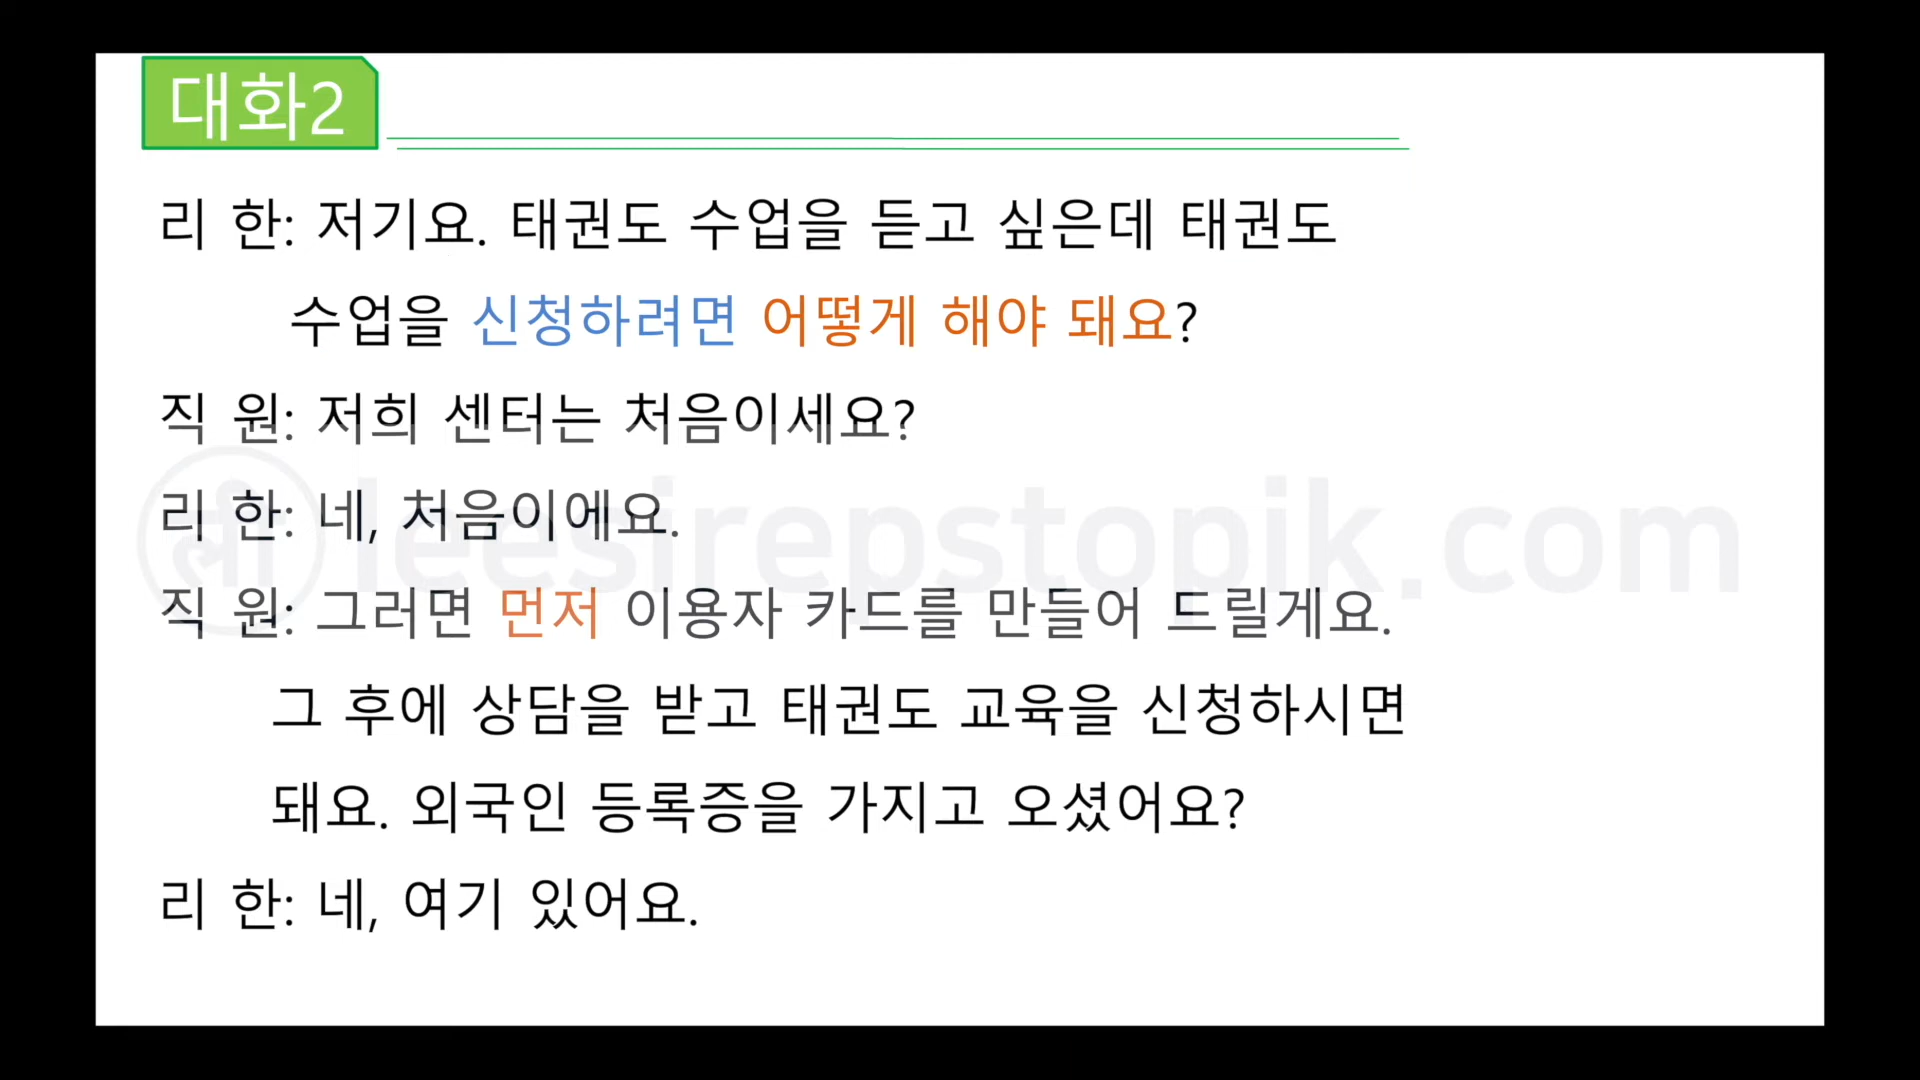 대화2
리 한: 저기요. 태권도 수업을 듣고 싶은데 태권도
수업을 신청하려면 어떻게 해야 돼요?
직 원: 저희 센터는 처음이세요?
리 한: 네, 처음이에요.
ली leesirepstopik.com
직 원: 그러면 먼저 이용자 카드를 만들어 드릴게요.
그 후에 상담을 받고 태권도 교육을 신청하시면
돼요. 외국인 등록증을 가지고 오셨어요?
리 한: 네, 여기 있어요.